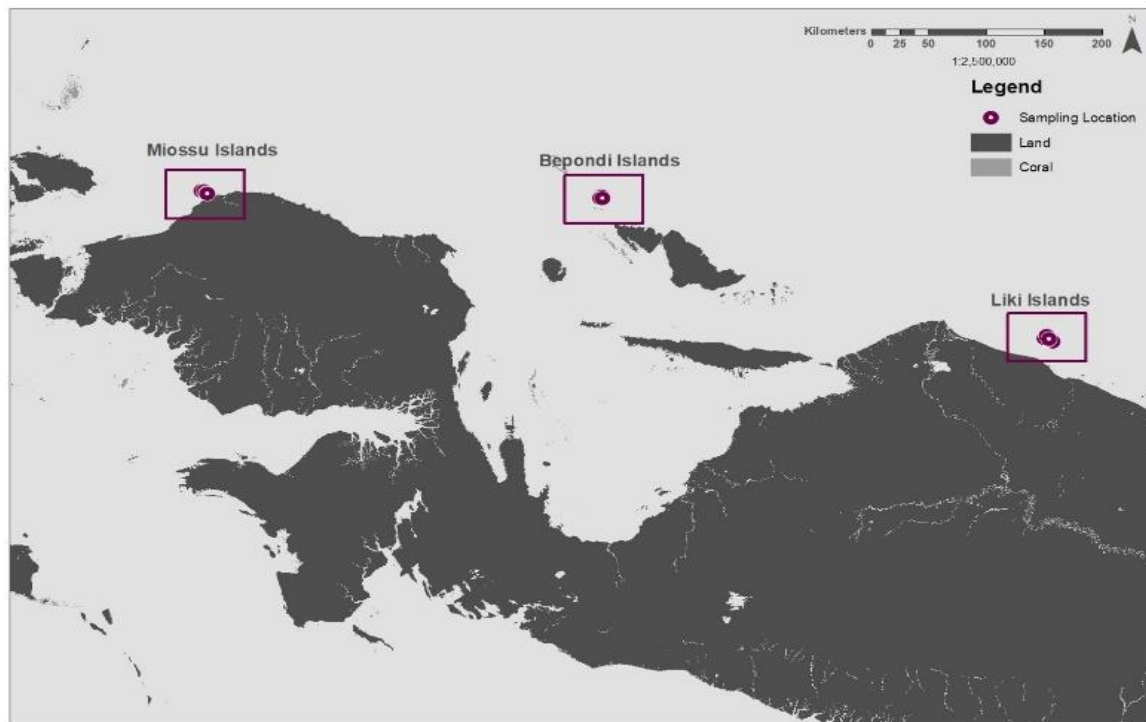 N
Kilometers
0 25 50 100 150 200
1:2,500,000
Legend
Sampling Location
Land
Coral
Miossu Islands
Bepondi Islands
Liki Islands